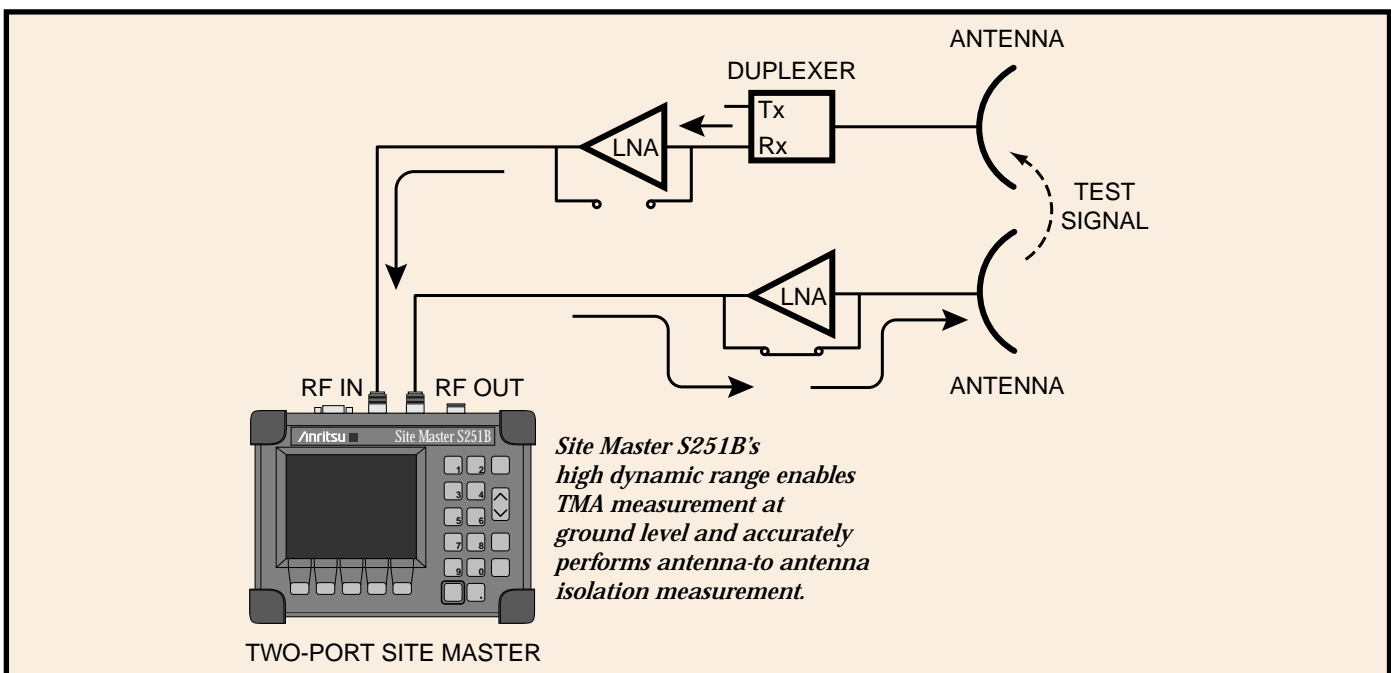 ANTENNA
DUPLEXER
Tx
Rx
LNA
TEST
SIGNAL
LNA
ANTENNA
RF IN
RF OUT
Anritsu
Site Master S251B
1
2
3
4
5
6
7
8
9
0
.
Site Master S251B's
high dynamic range enables
TMA measurement at
ground level and accurately
performs antenna-to antenna
isolation measurement.
TWO-PORT SITE MASTER